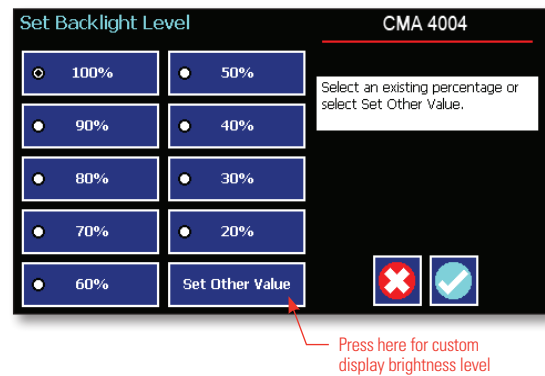 Set Backlight Level
CMA 4004
100%
50%
90%
40%
80%
30%
70%
20%
60%
Set Other Value
Select an existing percentage or
select Set Other Value.
Press here for custom
display brightness level